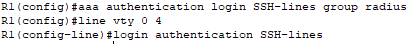 R1(config)#aaa authentication login SSH-lines group radius
R1(config)#line vty 0 4
R1(config-line)#login authentication SSH-lines